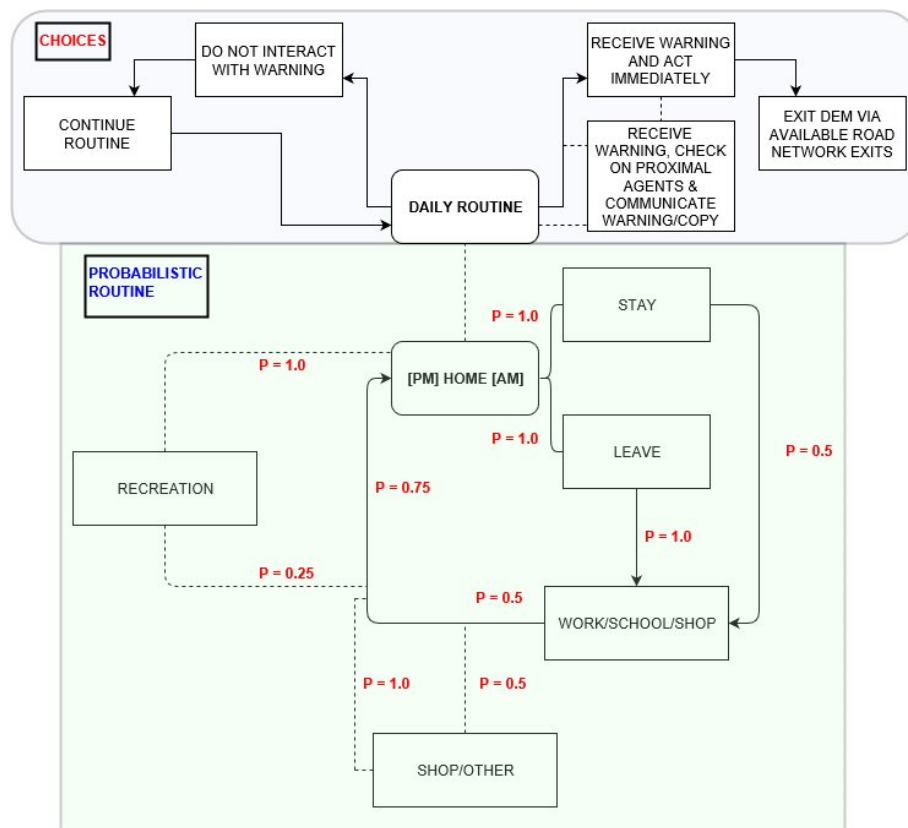 CHOICES
DO NOT INTERACT
WITH WARNING
RECEIVE WARNING
AND ACT
IMMEDIATELY
CONTINUE
ROUTINE
EXIT DEM VIA
AVAILABLE ROAD
NETWORK EXITS
RECEIVE
WARNING, CHECK
ON PROXIMAL
AGENTS &
COMMUNICATE
WARNING/COPY
DAILY ROUTINE
PROBABILISTIC
ROUTINE
STAY
P = 1.0
P = 1.0
[PM] HOME [AM]
P = 1.0
LEAVE
P = 0.5
RECREATION
P = 0.75
P = 1.0
P = 0.25
P = 0.5
WORK/SCHOOL/SHOP
P = 1.0
P = 0.5
SHOP/OTHER